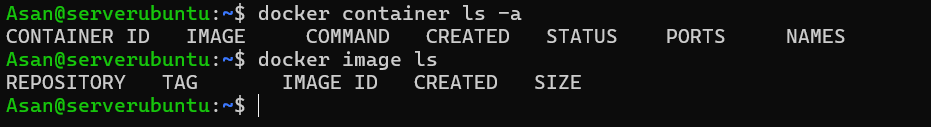 Asan@serverubuntu:~$ docker container ls -a
CONTAINER ID   IMAGE     COMMAND   CREATED   STATUS    PORTS     NAMES
Asan@serverubuntu:~$ docker image ls
REPOSITORY   TAG       IMAGE ID   CREATED   SIZE
Asan@serverubuntu:~$